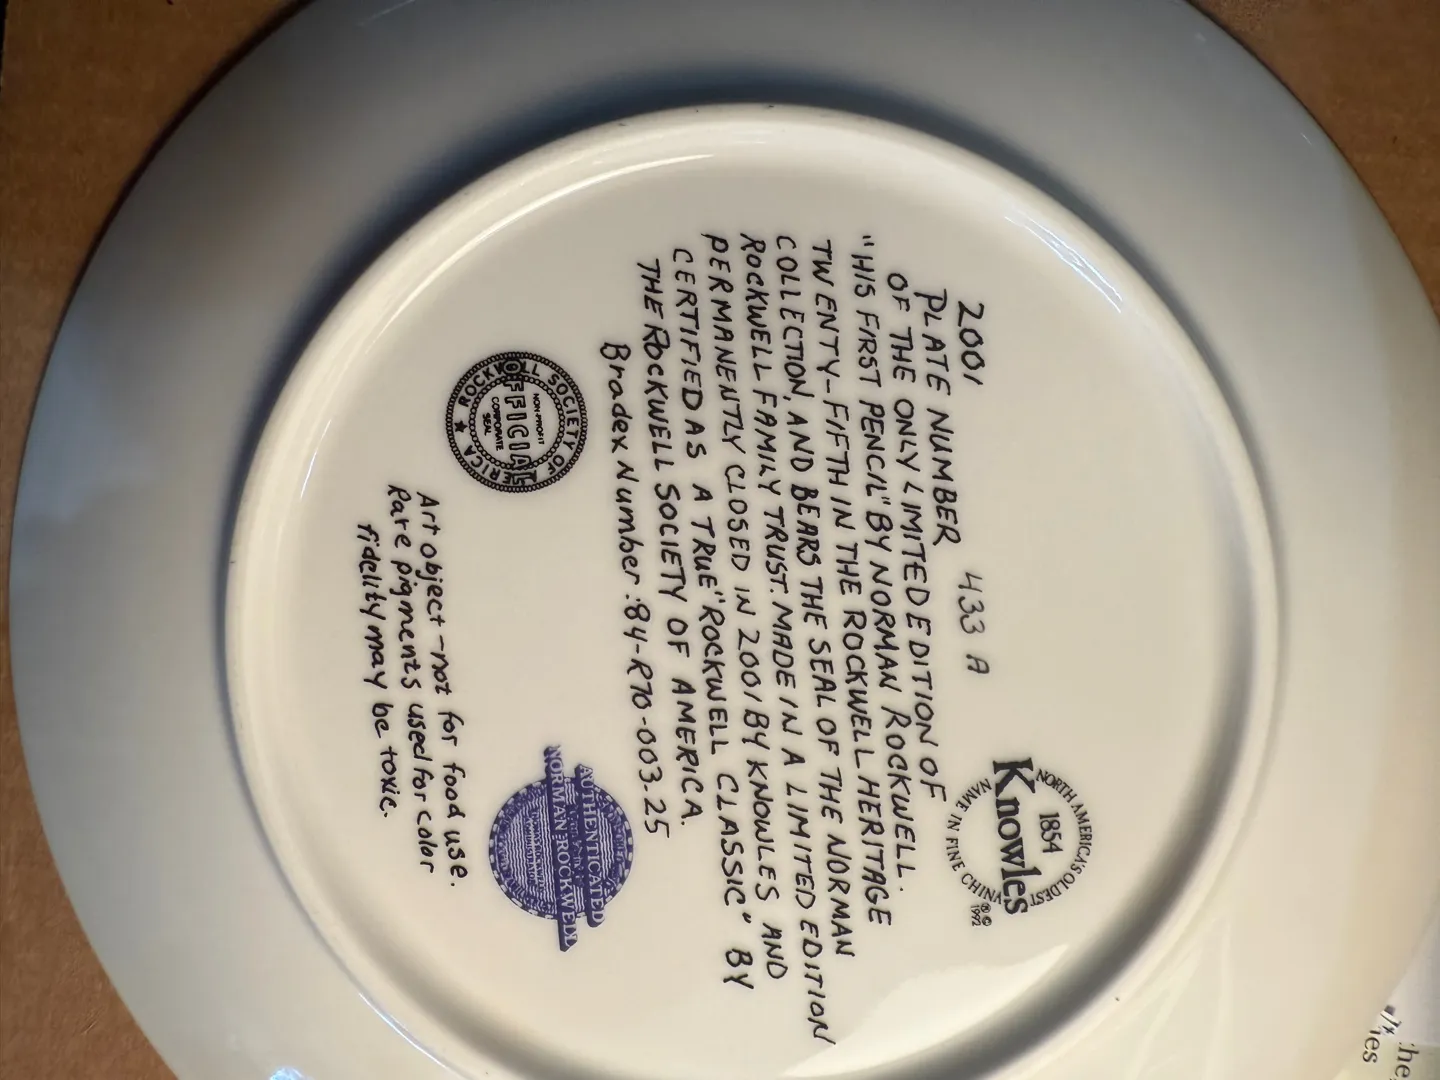 2001
PLATE NUMBER 433 A
OF THE ONLY LIMITED EDITION OF
"HIS FIRST PENCIL" BY NORMAN ROCKWELL.
TWENTY-FIFTH IN THE ROCKWELL HERITAGE
COLLECTION, AND BEARS THE SEAL OF THE NORMAN
ROCKWELL FAMILY TRUST. MADE IN A LIMITED EDITION
PERMANENTLY CLOSED IN 2001 BY KNOWLES AND
CERTIFIED AS A TRUE "ROCKWELL CLASSIC" BY
THE ROCKWELL SOCIETY OF AMERICA.
Bradex Number: 84-R70-003.25
NORTH AMERICA'S OLDEST
1854
Knowles
NAME IN FINE CHINA
®©
1992
ROCKWELL SOCIETY OF AMERICA
NON-PROFIT
OFFICIAL
CORPORATE
SEAL
AUTHENTICATED
NORMAN ROCKWELL
Art object - not for food use.
Rare pigments used for color
fidelity may be toxic.